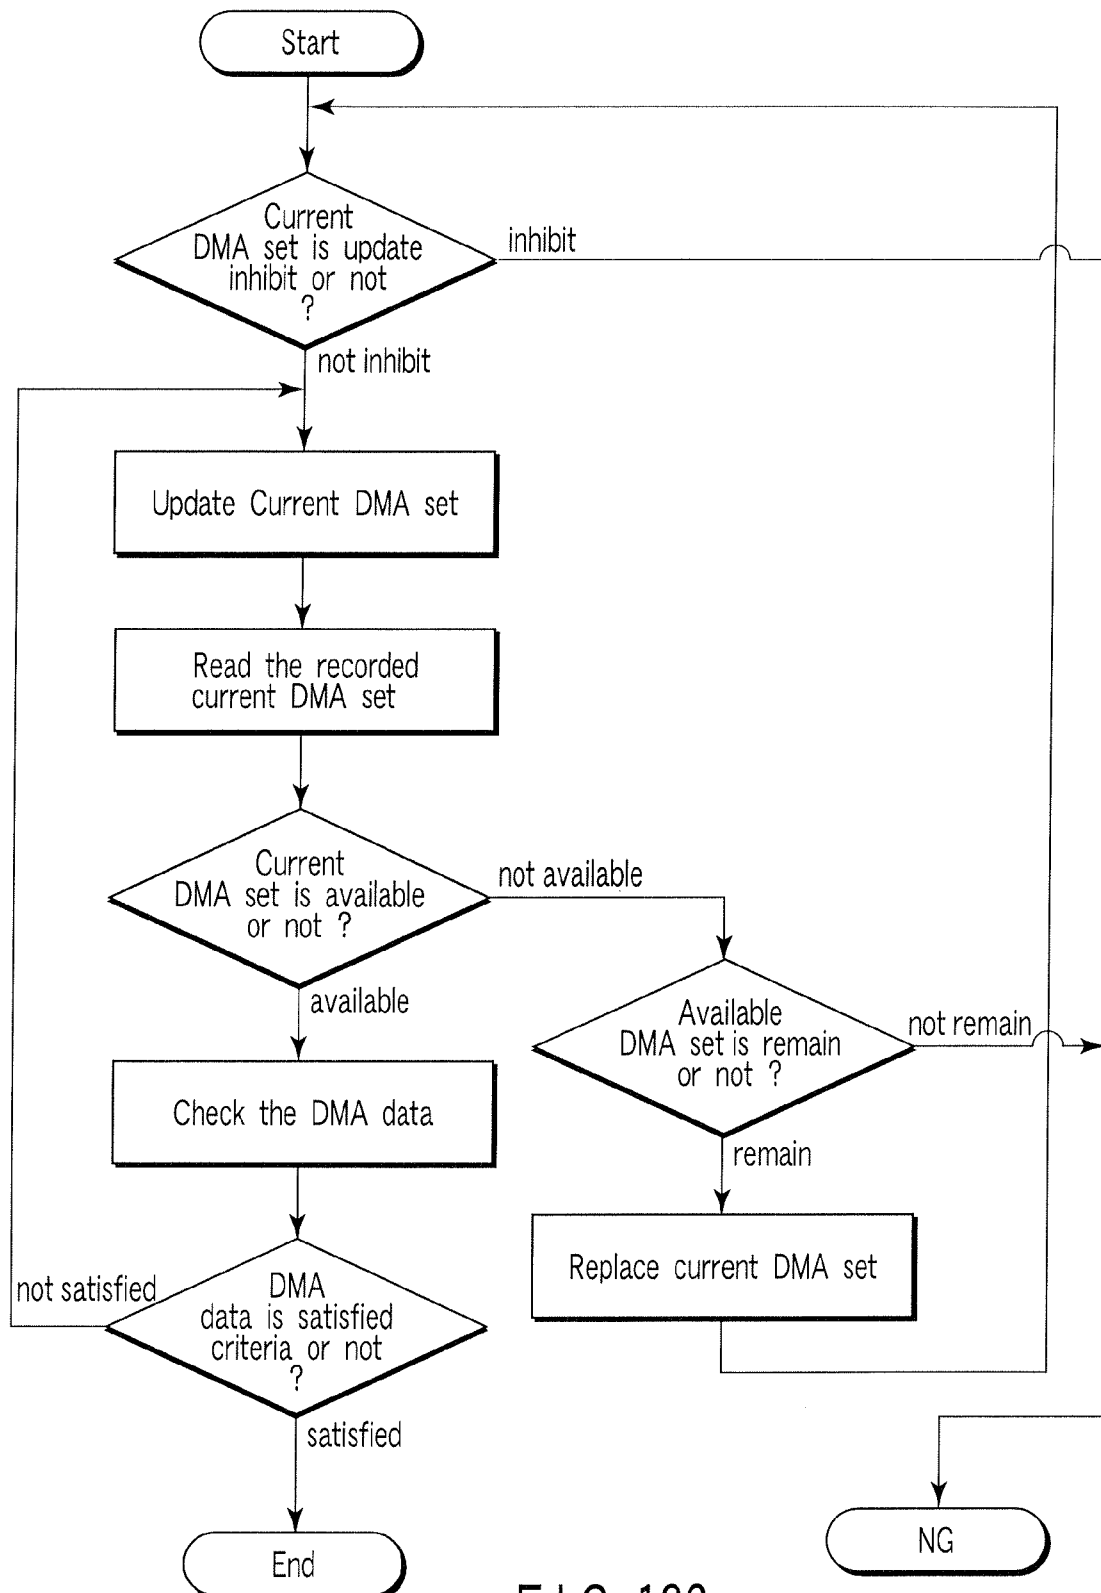 Start
Current
DMA set is update
inhibit or not
?
inhibit
not inhibit
Update Current DMA set
Read the recorded
current DMA set
Current
DMA set is available
or not ?
not available
available
Available
DMA set is remain
or not ?
not remain
remain
Check the DMA data
Replace current DMA set
DMA
data is satisfied
criteria or not
?
not satisfied
satisfied
End
NG